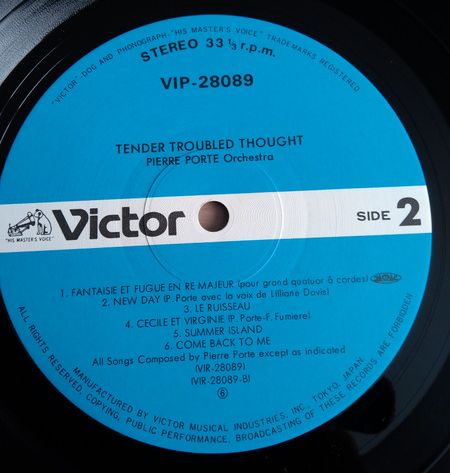 "VICTOR"-DOG AND PHONOGRAPH, "HIS MASTER'S VOICE" TRADEMARKS REGISTERED
STEREO 33 1/3 r.p.m.
VIP-28089
TENDER TROUBLED THOUGHT
PIERRE PORTE Orchestra
"HIS MASTER'S VOICE"
Victor
SIDE 2
1. FANTAISIE ET FUGUE EN RE MAJEUR (pour grand quatuor à cordes)
2. NEW DAY (P. Porte avec la voix de Lilliane Davis)
3. LE RUISSEAU
4. CECILE ET VIRGINIE (P. Porte-F. Fumiere)
5. SUMMER ISLAND
6. COME BACK TO ME
All Songs Composed by Pierre Porte except as indicated
(VIR-28089)
(VIR-28089-B)
6
MANUFACTURED BY VICTOR MUSICAL INDUSTRIES, INC. TOKYO, JAPAN
ALL RIGHTS RESERVED. COPYING, PUBLIC PERFORMANCE, BROADCASTING OF THESE RECORDS ARE FORBIDDEN